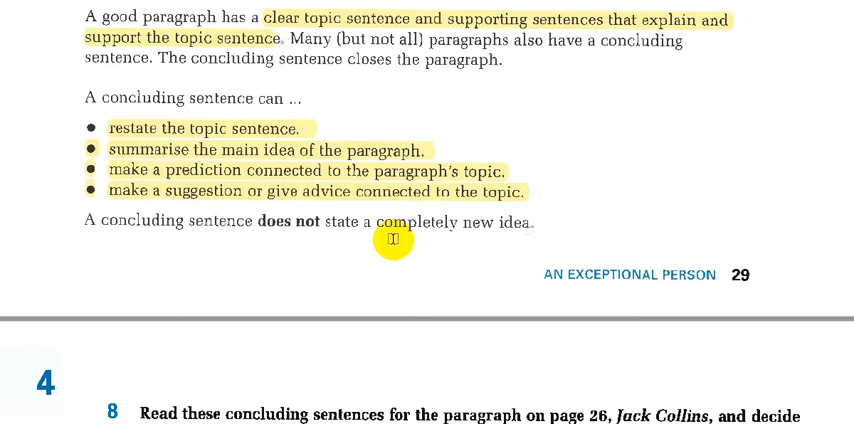 A good paragraph has a clear topic sentence and supporting sentences that explain and
support the topic sentence. Many (but not all) paragraphs also have a concluding
sentence. The concluding sentence closes the paragraph.
A concluding sentence can ...
• restate the topic sentence.
• summarise the main idea of the paragraph.
• make a prediction connected to the paragraph's topic.
• make a suggestion or give advice connected to the topic.
A concluding sentence does not state a completely new idea.
AN EXCEPTIONAL PERSON 29
4
8 Read these concluding sentences for the paragraph on page 26, Jack Collins, and decide